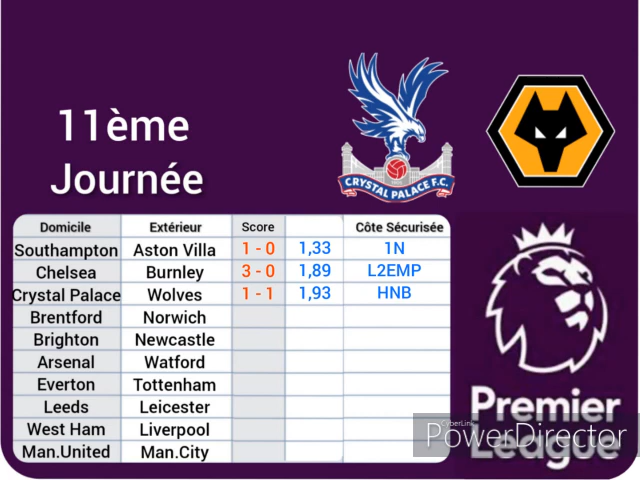 11ème
Journée
CRYSTAL PALACE F.C.
Domicile Extérieur Score Côte Sécurisée
Southampton Aston Villa 1 - 0 1,33 1N
Chelsea Burnley 3 - 0 1,89 L2EMP
Crystal Palace Wolves 1 - 1 1,93 HNB
Brentford Norwich
Brighton Newcastle
Arsenal Watford
Everton Tottenham
Leeds Leicester
West Ham Liverpool
Man.United Man.City
Premier
League
CyberLink
PowerDirector